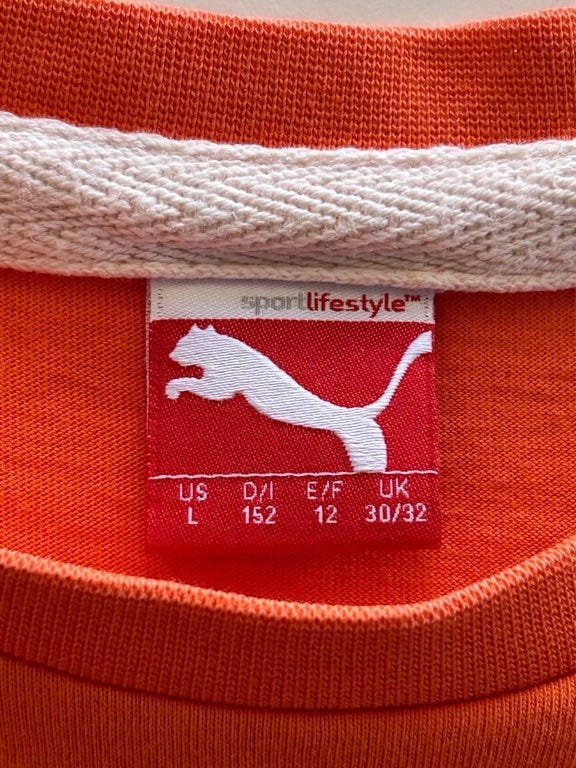 sportlifestyle™
US D/I E/F UK
L 152 12 30/32